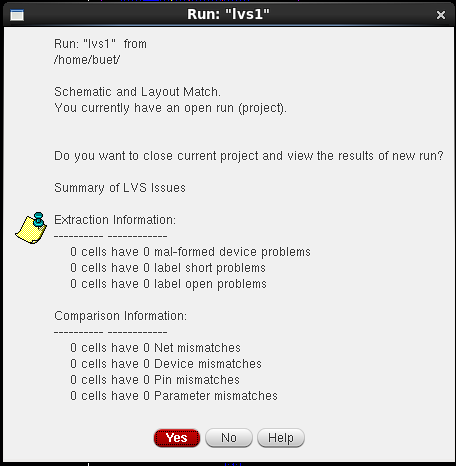 Run: "lvs1"
Run: "lvs1" from
/home/buet/
Schematic and Layout Match.
You currently have an open run (project).
Do you want to close current project and view the results of new run?
Summary of LVS Issues
Extraction Information:
---------- ------------
0 cells have 0 mal-formed device problems
0 cells have 0 label short problems
0 cells have 0 label open problems
Comparison Information:
---------- ------------
0 cells have 0 Net mismatches
0 cells have 0 Device mismatches
0 cells have 0 Pin mismatches
0 cells have 0 Parameter mismatches
Yes No Help